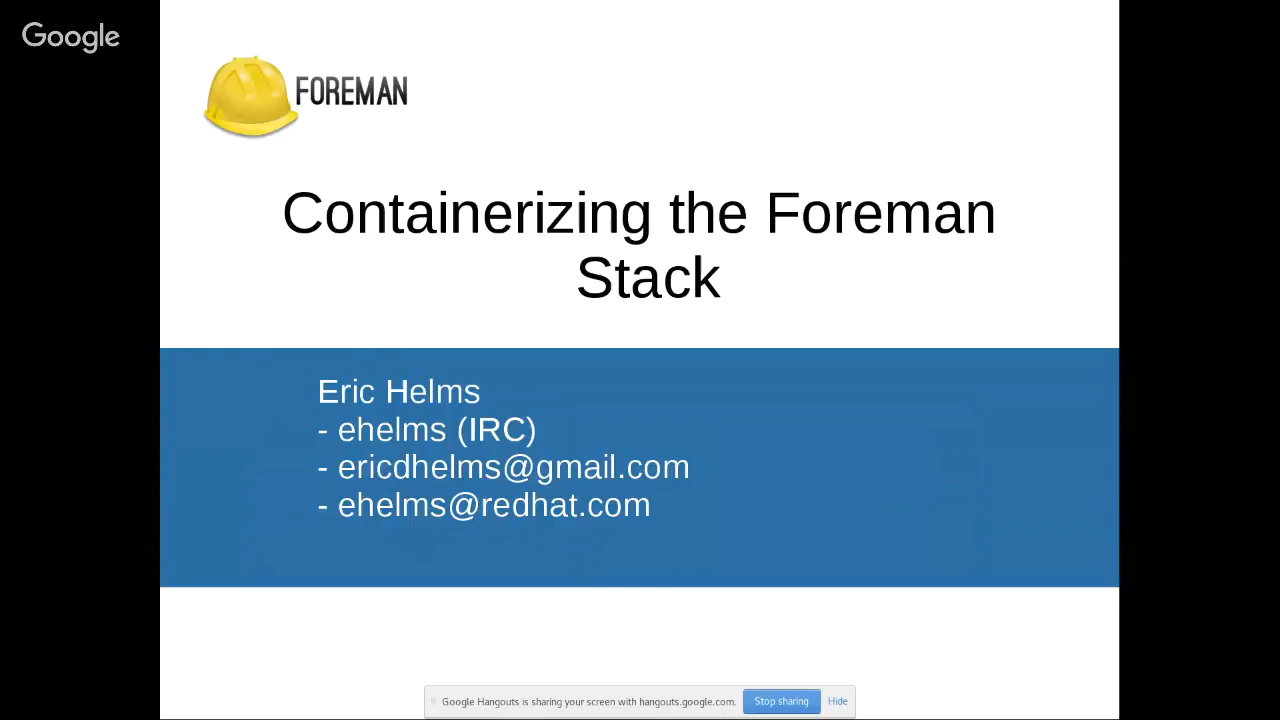 Google
FOREMAN
Containerizing the Foreman
Stack
Eric Helms
- ehelms (IRC)
- ericdhelms@gmail.com
- ehelms@redhat.com
Google Hangouts is sharing your screen with hangouts.google.com. Stop sharing Hide